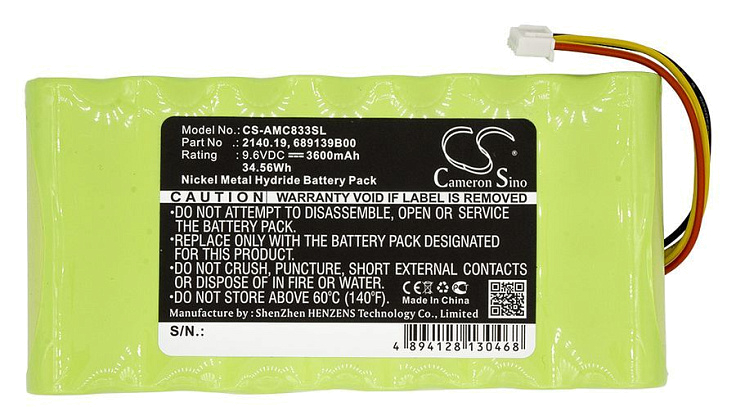 Model No.: CS-AMC833SL
Part No .: 2140.19, 689139B00
Rating : 9.6VDC ⎓ 3600mAh
34.56Wh
Nickel Metal Hydride Battery Pack
CS
Cameron Sino
CAUTION WARRANTY VOID IF LABEL IS REMOVED
•DO NOT ATTEMPT TO DISASSEMBLE, OPEN OR SERVICE
THE BATTERY PACK.
•REPLACE ONLY WITH THE BATTERY PACK DESIGNATED
FOR THIS PRODUCT.
•DO NOT CRUSH, PUNCTURE, SHORT EXTERNAL CONTACTS
OR DISPOSE OF IN FIRE OR WATER.
•DO NOT STORE ABOVE 60°C (140°F).
CE
Made In China
Manufacture by : ShenZhen HENZENS Technology Co., Limited
S/N.:
4 894128 130468